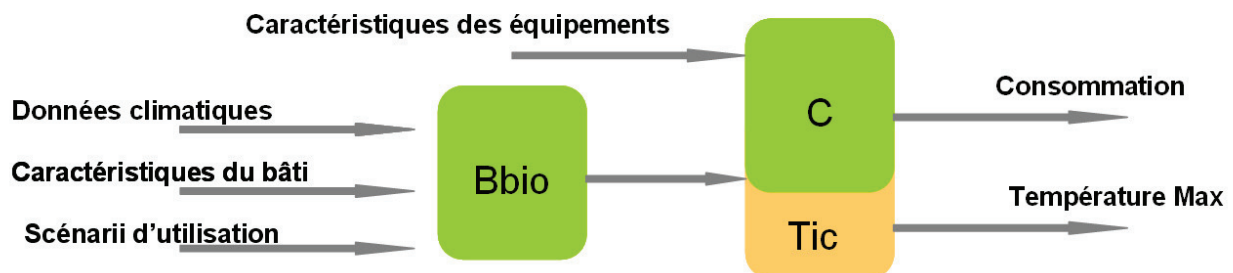 Caractéristiques des équipements
Données climatiques
Caractéristiques du bâti
Scénarii d'utilisation
Bbio
C
Tic
Consommation
Température Max